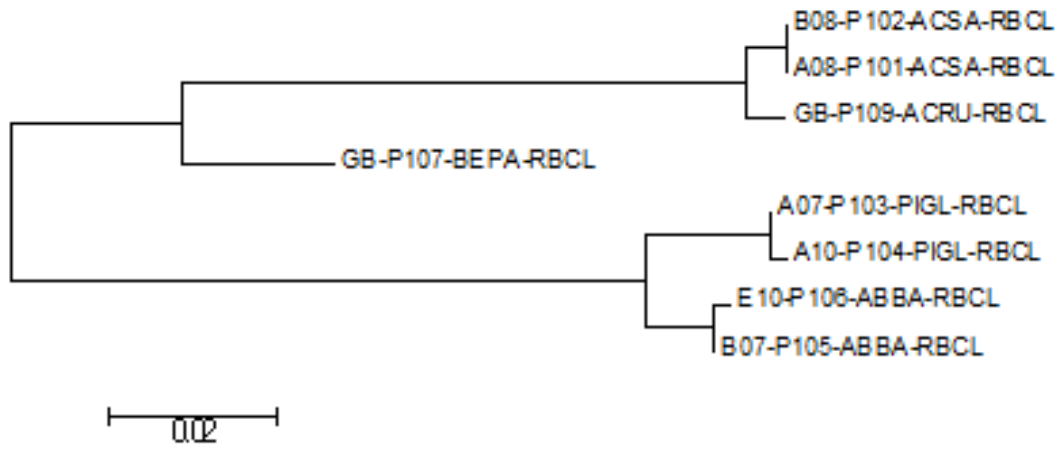 B08-P102-ACSA-RBCL
A08-P101-ACSA-RBCL
GB-P109-ACRU-RBCL
GB-P107-BEPA-RBCL
A07-P103-PIGL-RBCL
A10-P104-PIGL-RBCL
E10-P106-ABBA-RBCL
B07-P105-ABBA-RBCL
0.02